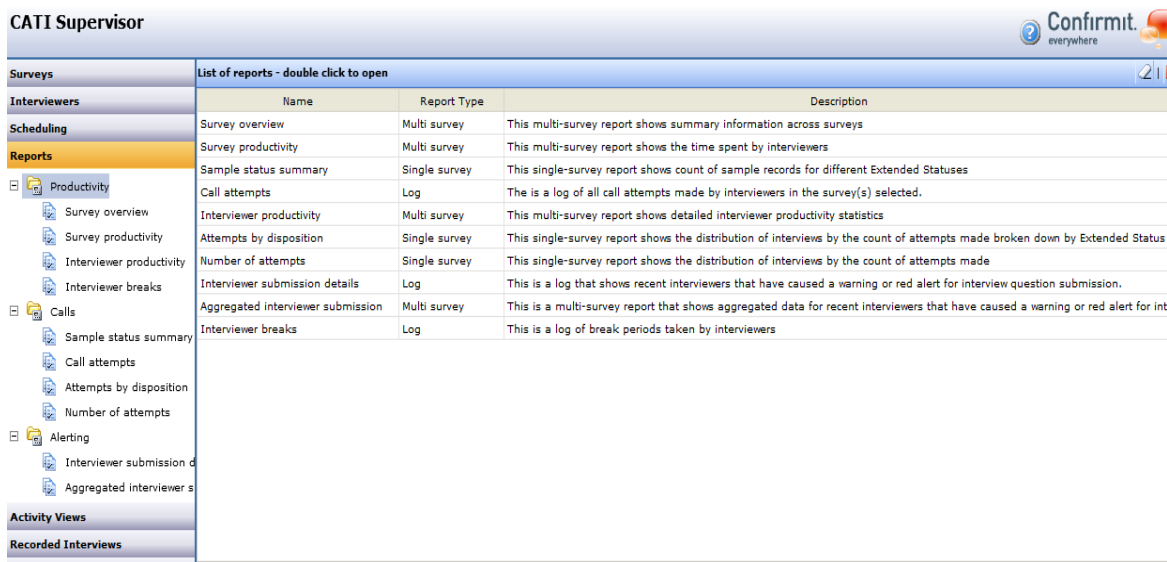 CATI Supervisor
Confirmit.
everywhere
Surveys
Interviewers
Scheduling
Reports
Productivity
Survey overview
Survey productivity
Interviewer productivity
Interviewer breaks
Calls
Sample status summary
Call attempts
Attempts by disposition
Number of attempts
Alerting
Interviewer submission d
Aggregated interviewer s
Activity Views
Recorded Interviews
List of reports - double click to open
Name Report Type Description
Survey overview Multi survey This multi-survey report shows summary information across surveys
Survey productivity Multi survey This multi-survey report shows the time spent by interviewers
Sample status summary Single survey This single-survey report shows count of sample records for different Extended Statuses
Call attempts Log The is a log of all call attempts made by interviewers in the survey(s) selected.
Interviewer productivity Multi survey This multi-survey report shows detailed interviewer productivity statistics
Attempts by disposition Single survey This single-survey report shows the distribution of interviews by the count of attempts made broken down by Extended Status
Number of attempts Single survey This single-survey report shows the distribution of interviews by the count of attempts made
Interviewer submission details Log This is a log that shows recent interviewers that have caused a warning or red alert for interview question submission.
Aggregated interviewer submission Multi survey This is a multi-survey report that shows aggregated data for recent interviewers that have caused a warning or red alert for int
Interviewer breaks Log This is a log of break periods taken by interviewers